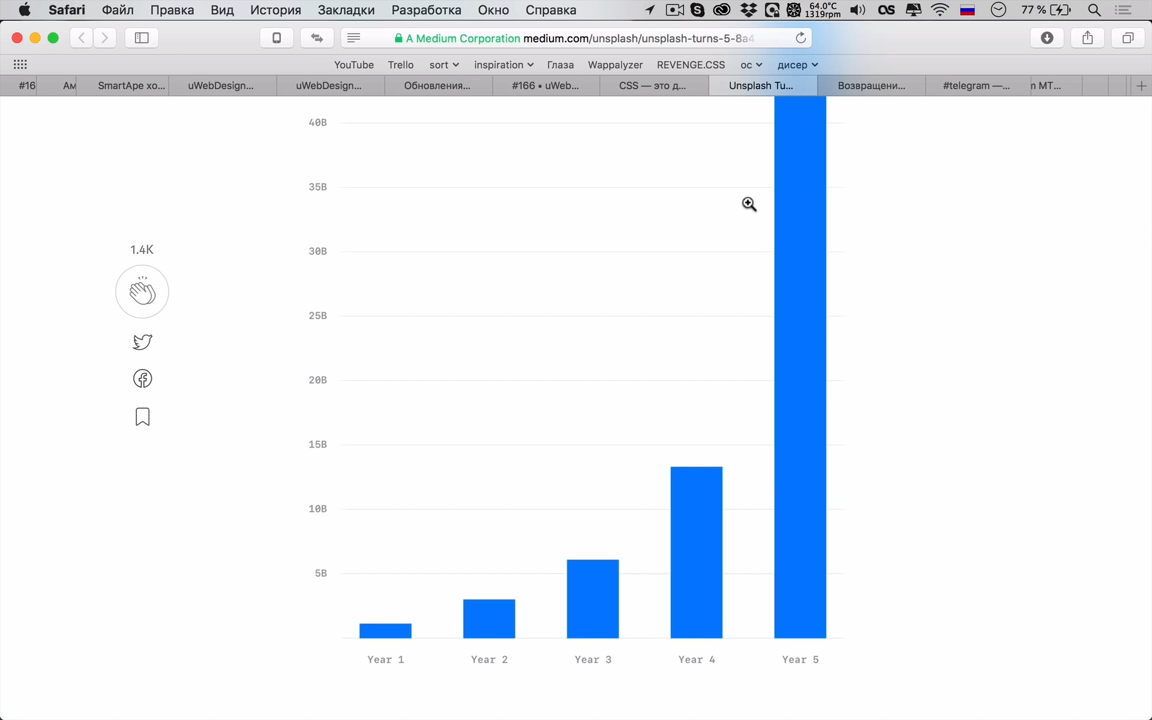 Safari Файл Правка Вид История Закладки Разработка Окно Справка 64.0°C 1319rpm 77 %
A Medium Corporation medium.com/unsplash/unsplash-turns-5-8a4
YouTube Trello sort inspiration Глаза Wappalyzer REVENGE.CSS ос дисер
#16 Ам SmartApe хо... uWebDesign... uWebDesign... Обновления... #166 • uWeb... CSS — это д... Unsplash Tu... Возвращени... #telegram —... п МТ...
40B
35B
30B
25B
20B
15B
10B
5B
1.4K
Year 1 Year 2 Year 3 Year 4 Year 5